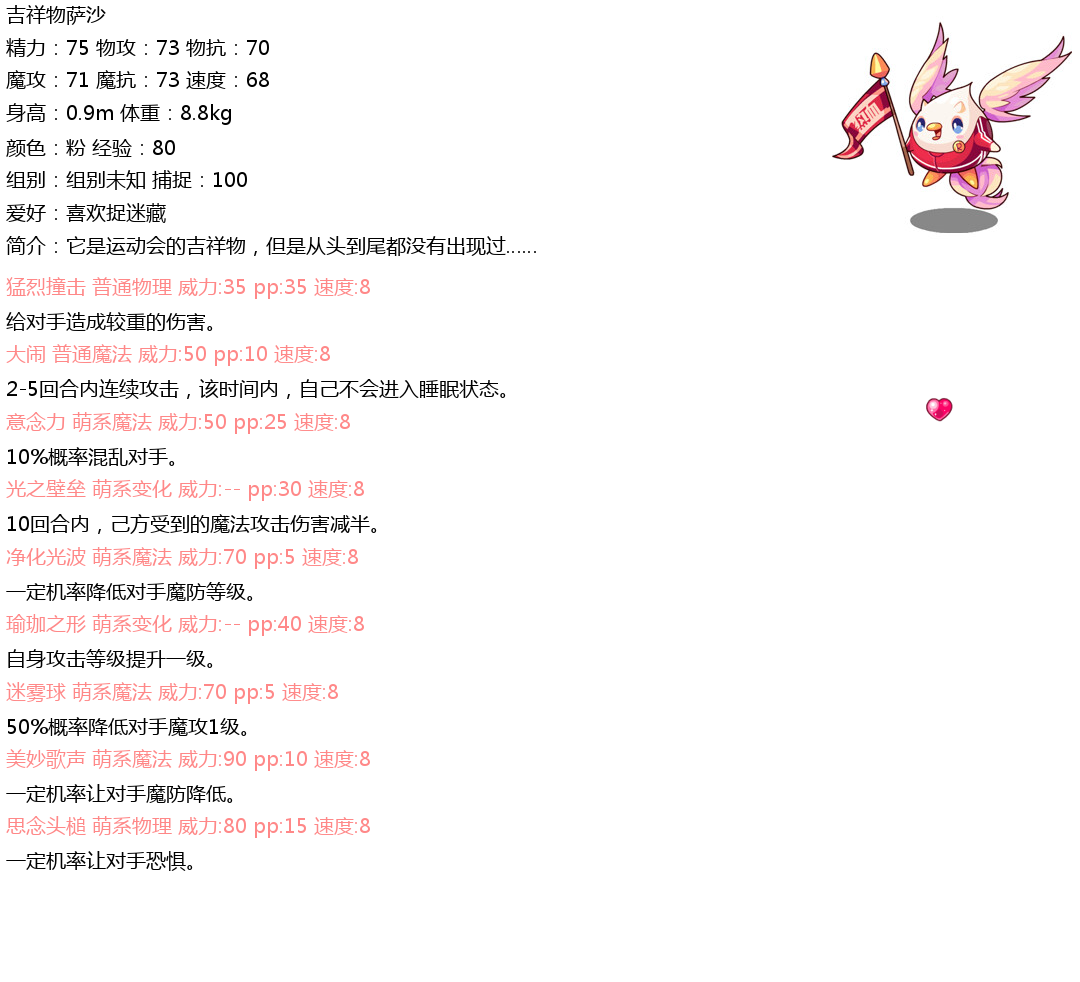 吉祥物萨沙
精力：75 物攻：73 物抗：70
魔攻：71 魔抗：73 速度：68
身高：0.9m 体重：8.8kg
颜色：粉 经验：80
组别：组别未知 捕捉：100
爱好：喜欢捉迷藏
简介：它是运动会的吉祥物，但是从头到尾都没有出现过……
猛烈撞击 普通物理 威力:35 pp:35 速度:8
给对手造成较重的伤害。
大闹 普通魔法 威力:50 pp:10 速度:8
2-5回合内连续攻击，该时间内，自己不会进入睡眠状态。
意念力 萌系魔法 威力:50 pp:25 速度:8
10%概率混乱对手。
光之壁垒 萌系变化 威力:-- pp:30 速度:8
10回合内，己方受到的魔法攻击伤害减半。
净化光波 萌系魔法 威力:70 pp:5 速度:8
一定机率降低对手魔防等级。
瑜珈之形 萌系变化 威力:-- pp:40 速度:8
自身攻击等级提升一级。
迷雾球 萌系魔法 威力:70 pp:5 速度:8
50%概率降低对手魔攻1级。
美妙歌声 萌系魔法 威力:90 pp:10 速度:8
一定机率让对手魔防降低。
思念头槌 萌系物理 威力:80 pp:15 速度:8
一定机率让对手恐惧。